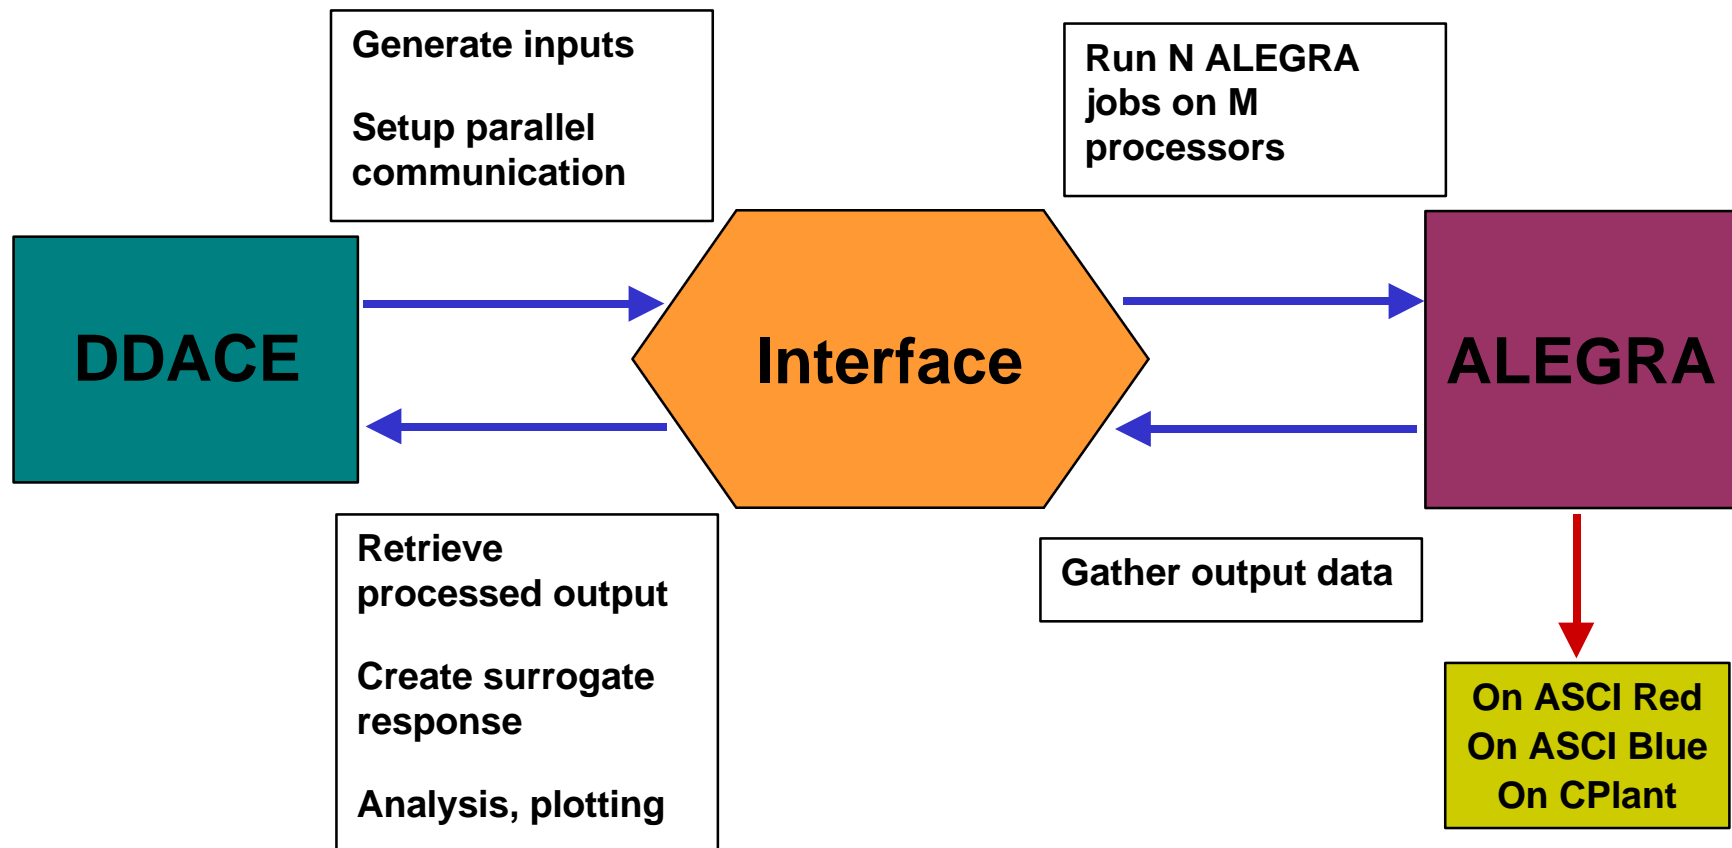 Generate inputs
Setup parallel
communication
Run N ALEGRA
jobs on M
processors
DDACE
Interface
ALEGRA
Retrieve
processed output
Create surrogate
response
Analysis, plotting
Gather output data
On ASCI Red
On ASCI Blue
On CPlant